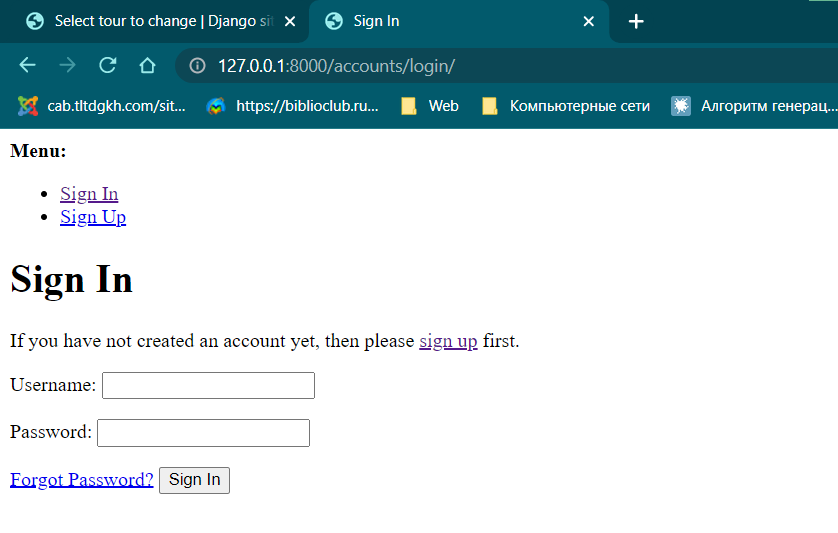 Select tour to change | Django sit
Sign In
127.0.0.1:8000/accounts/login/
cab.tltdgkh.com/sit... https://biblioclub.ru... Web Компьютерные сети Алгоритм генерац...
Menu:
Sign In
Sign Up
Sign In
If you have not created an account yet, then please sign up first.
Username:
Password:
Forgot Password? Sign In